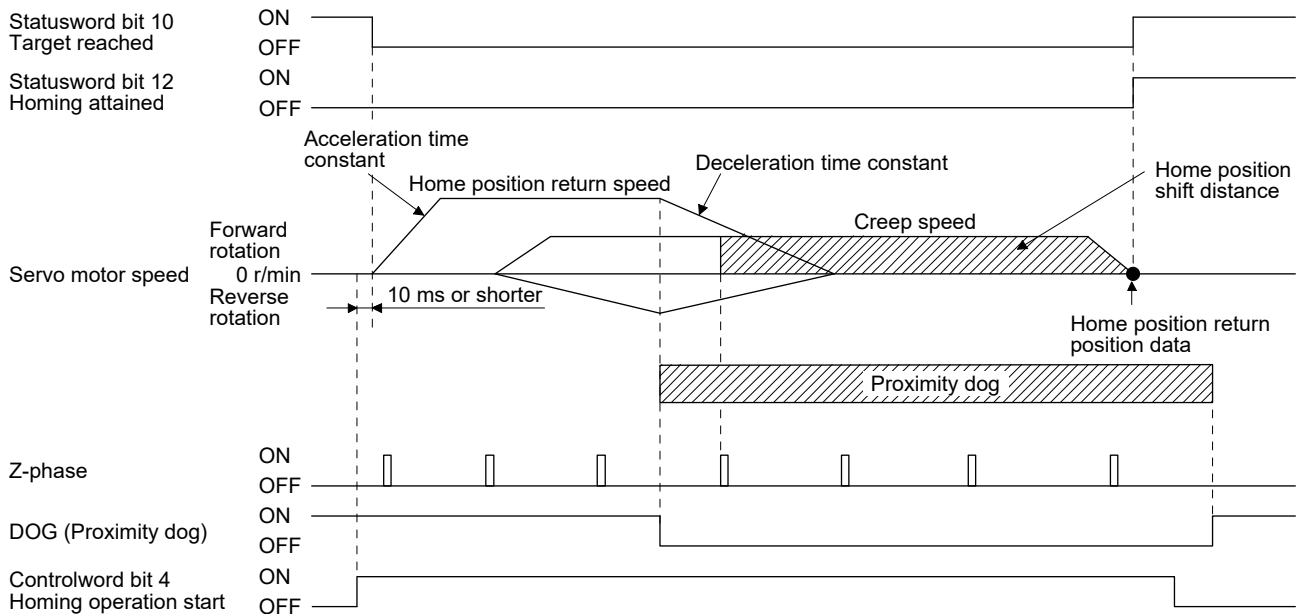 Statusword bit 10
Target reached
ON
OFF
Statusword bit 12
Homing attained
ON
OFF
Acceleration time
constant
Home position return speed
Deceleration time constant
Home position
shift distance
Creep speed
Forward
rotation
Servo motor speed
0 r/min
Reverse
rotation
10 ms or shorter
Home position return
position data
Proximity dog
Z-phase
ON
OFF
DOG (Proximity dog)
ON
OFF
Controlword bit 4
Homing operation start
ON
OFF